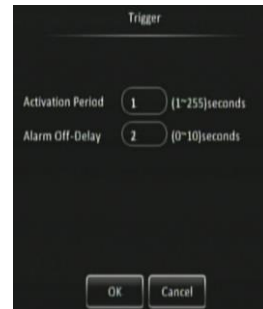 Trigger
Activation Period 1 (1~255)seconds
Alarm Off-Delay 2 (0~10)seconds
OK Cancel